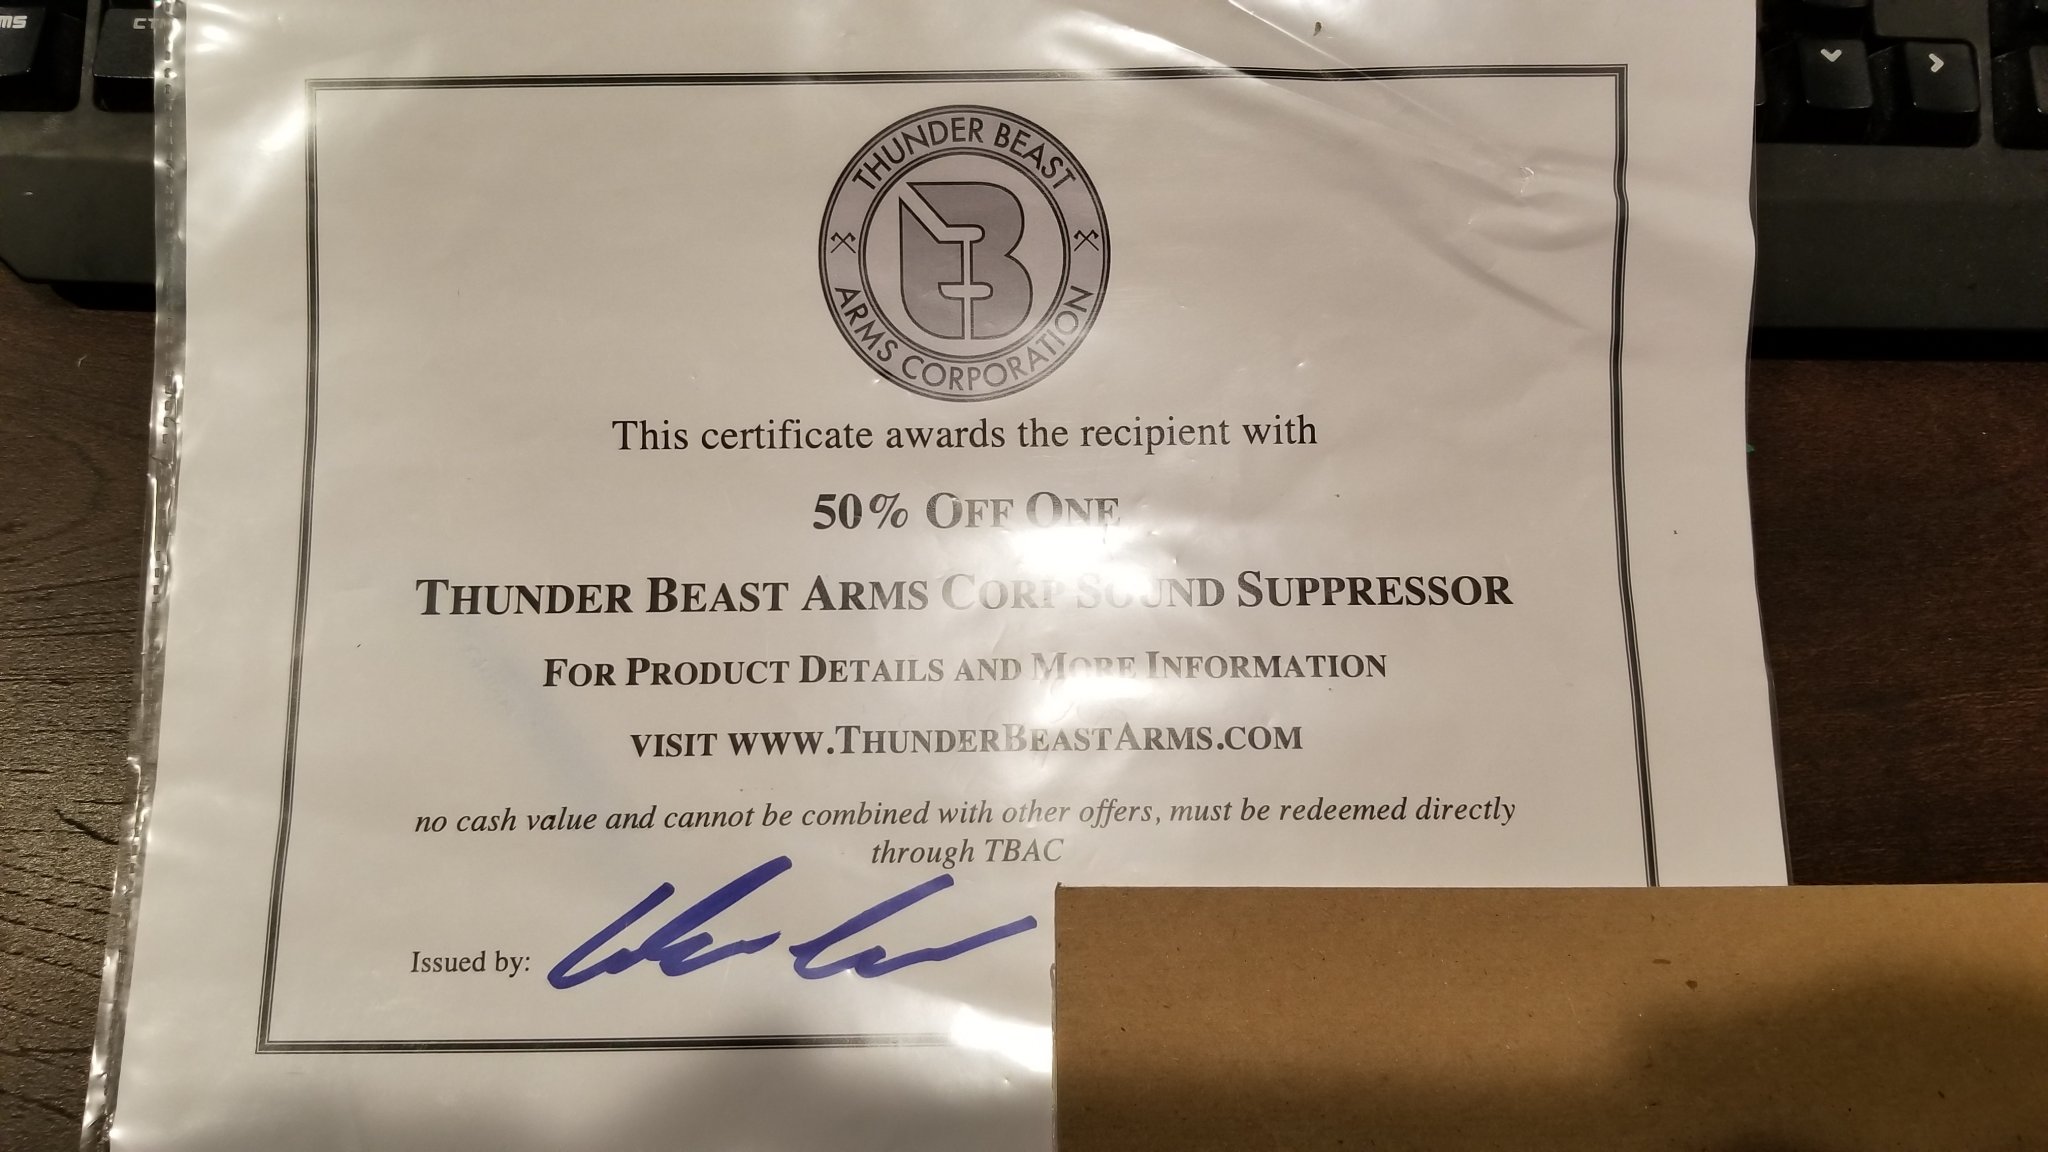 THUNDER BEAST
ARMS CORPORATION
This certificate awards the recipient with
50% OFF ONE
THUNDER BEAST ARMS CORP SOUND SUPPRESSOR
FOR PRODUCT DETAILS AND MORE INFORMATION
VISIT WWW.THUNDERBEASTARMS.COM
no cash value and cannot be combined with other offers, must be redeemed directly
through TBAC
Issued by: